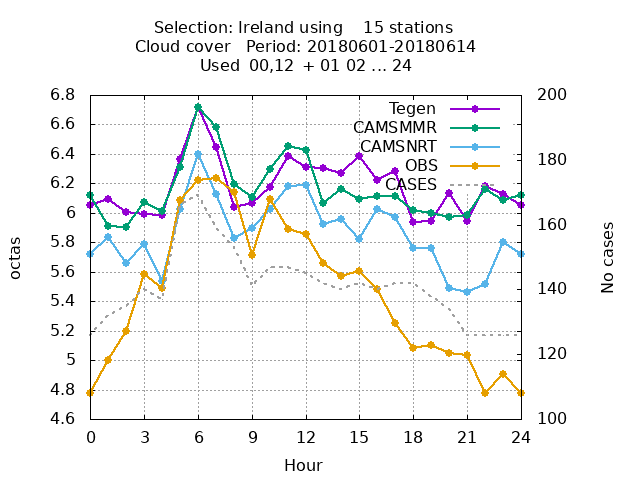 Selection: Ireland using    15 stations
Cloud cover   Period: 20180601-20180614
Used  00,12  + 01 02 ... 24
6.8
6.6
6.4
6.2
6
5.8
5.6
5.4
5.2
5
4.8
4.6
octas
Tegen
CAMSMMR
CAMSNRT
OBS
CASES
200
180
160
140
120
100
No cases
0 3 6 9 12 15 18 21 24
Hour